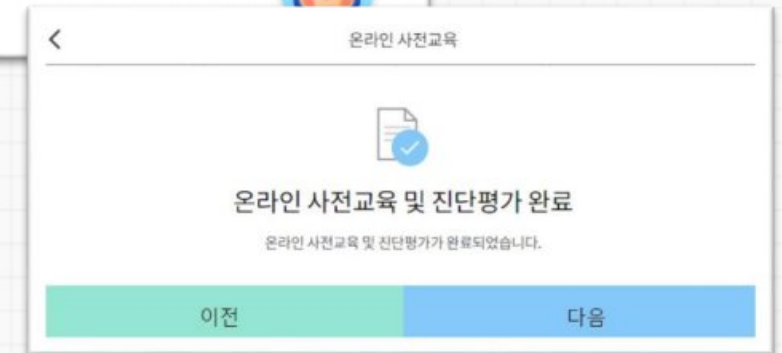 온라인 사전교육
온라인 사전교육 및 진단평가 완료
온라인 사전교육 및 진단평가가 완료되었습니다.
이전
다음